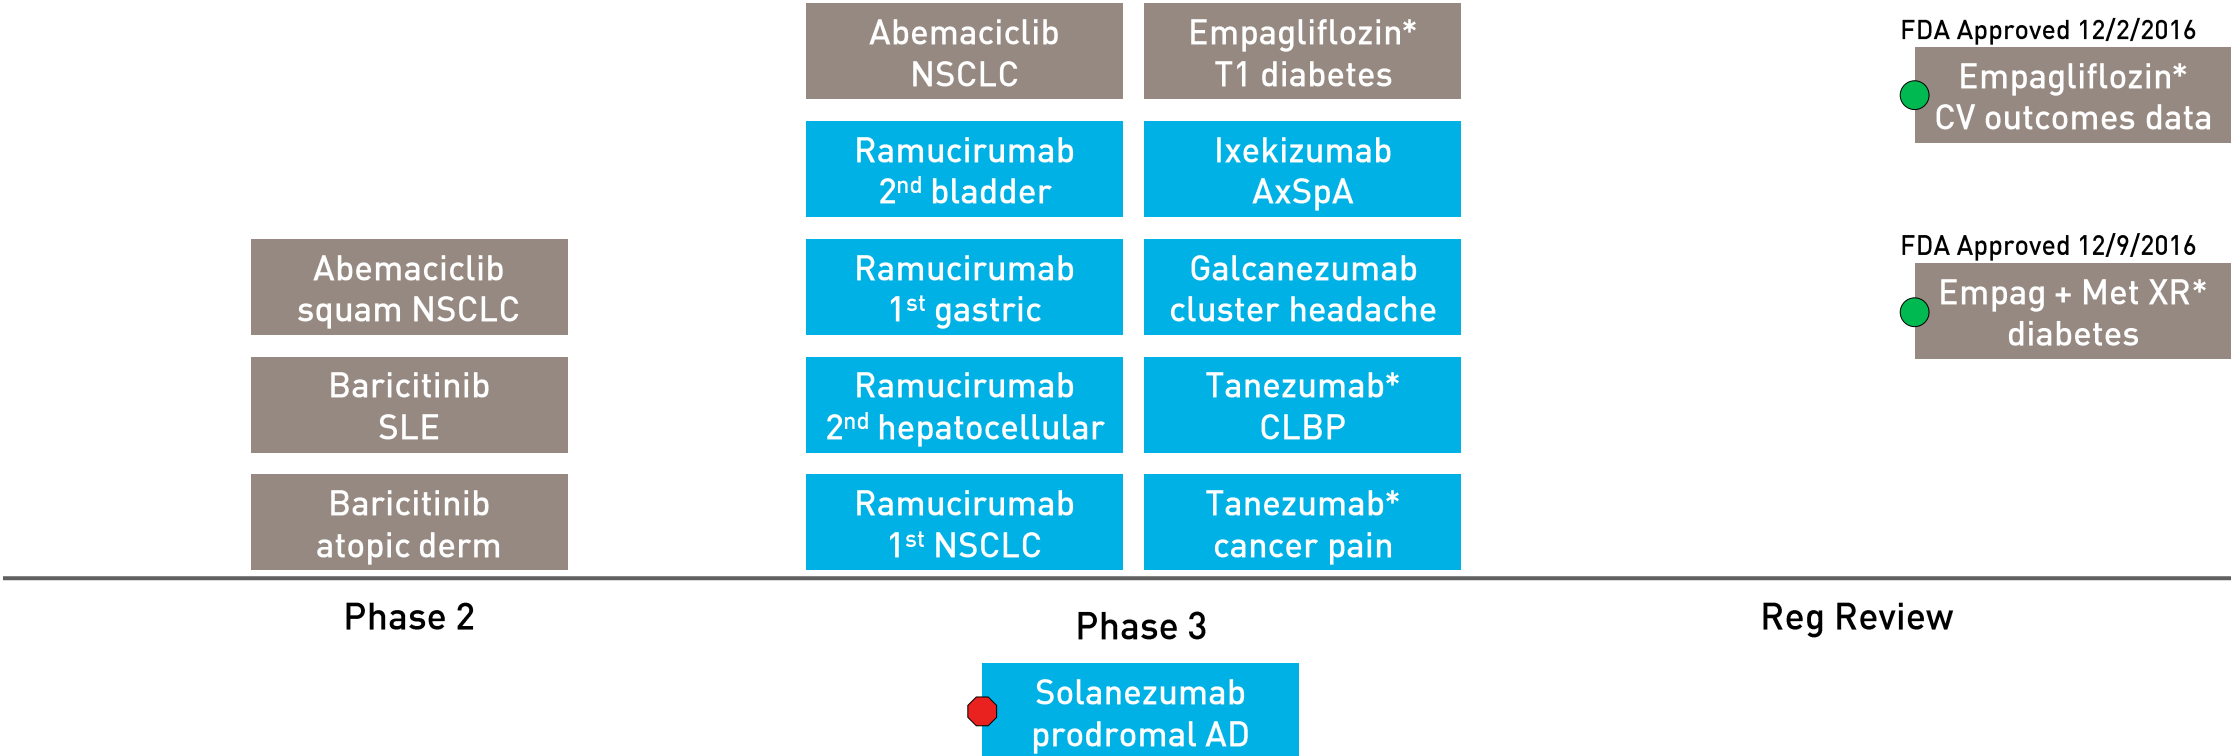 Abemaciclib
NSCLC
Empagliflozin*
T1 diabetes
FDA Approved 12/2/2016
Empagliflozin*
CV outcomes data
Ramucirumab
2nd bladder
Ixekizumab
AxSpA
Abemaciclib
squam NSCLC
Ramucirumab
1st gastric
Galcanezumab
cluster headache
FDA Approved 12/9/2016
Empag + Met XR*
diabetes
Baricitinib
SLE
Ramucirumab
2nd hepatocellular
Tanezumab*
CLBP
Baricitinib
atopic derm
Ramucirumab
1st NSCLC
Tanezumab*
cancer pain
Phase 2
Phase 3
Reg Review
Solanezumab
prodromal AD